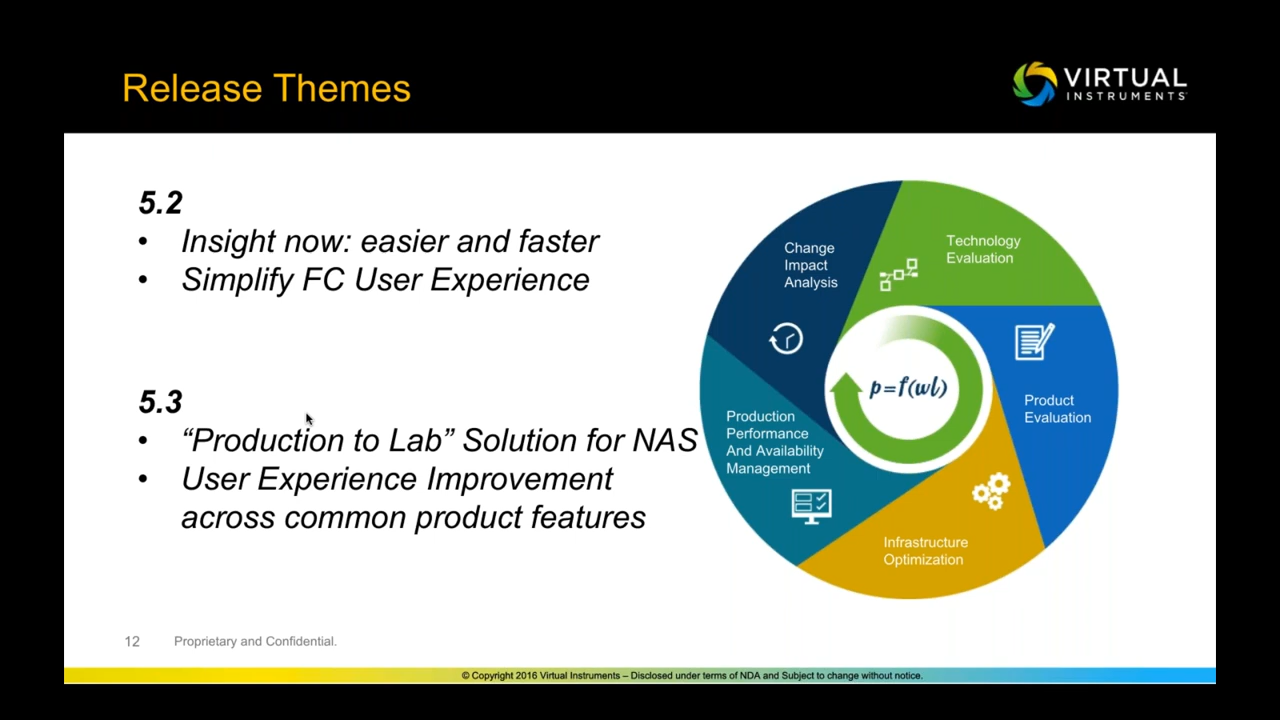 Release Themes
VIRTUAL
INSTRUMENTS
5.2
• Insight now: easier and faster
• Simplify FC User Experience
5.3
• “Production to Lab” Solution for NAS
• User Experience Improvement
across common product features
Change
Impact
Analysis
Technology
Evaluation
Product
Evaluation
Infrastructure
Optimization
Production
Performance
And Availability
Management
p=f(wl)
12 Proprietary and Confidential.
© Copyright 2016 Virtual Instruments – Disclosed under terms of NDA and Subject to change without notice.